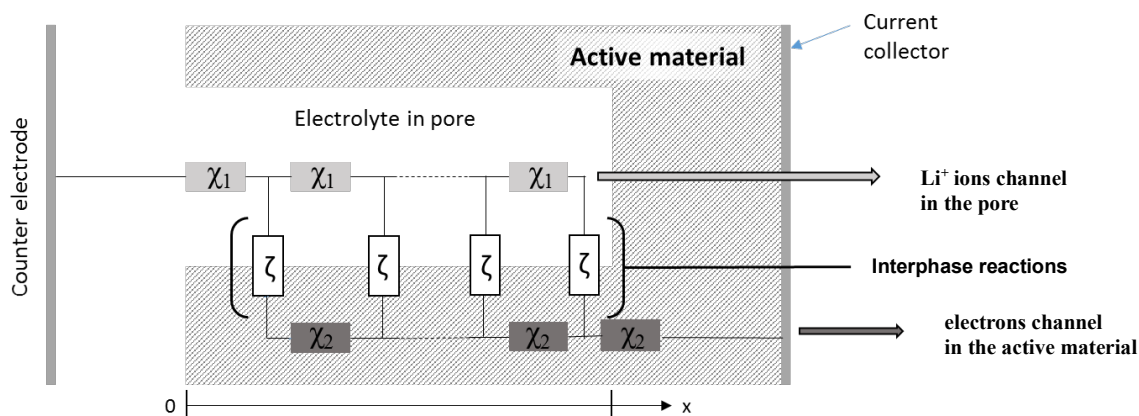 Current
collector
Active material
Counter electrode
Electrolyte in pore
χ1
χ1
χ1
Li+ ions channel
in the pore
ζ
ζ
ζ
ζ
Interphase reactions
χ2
χ2
χ2
electrons channel
in the active material
0
x